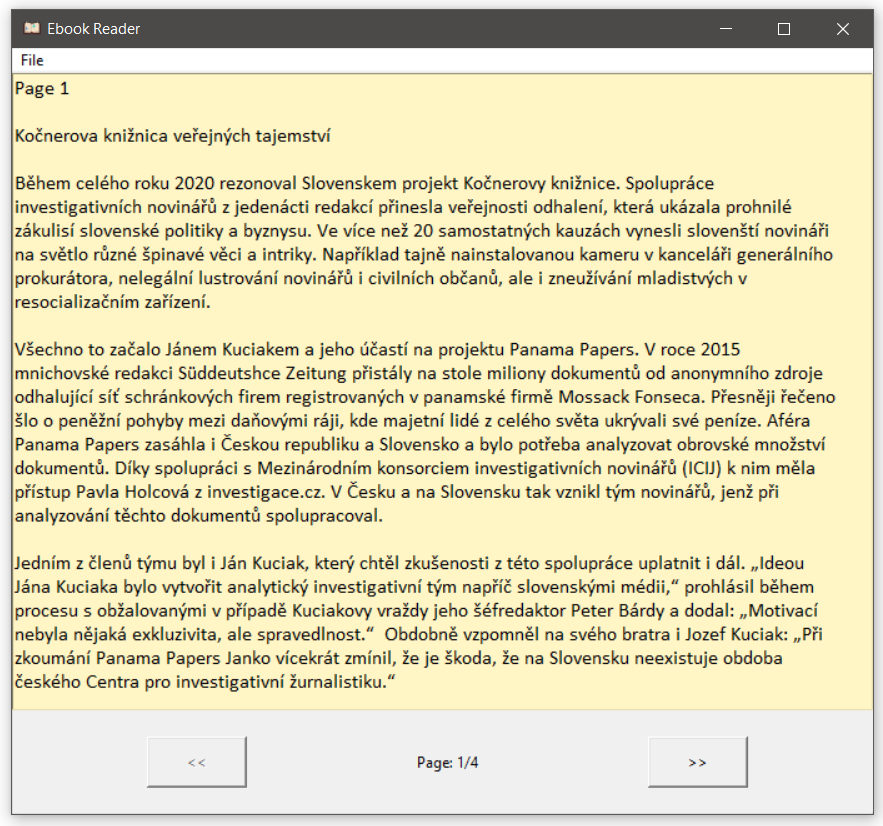 Ebook Reader
File
Page 1
Kočnerova knižnica veřejných tajemství
Během celého roku 2020 rezonoval Slovenskem projekt Kočnerovy knižnice. Spolupráce
investigativních novinářů z jedenácti redakcí přinesla veřejnosti odhalení, která ukázala prohnilé
zákulisí slovenské politiky a byznysu. Ve více než 20 samostatných kauzách vynesli slovenští novináři
na světlo různé špinavé věci a intriky. Například tajně nainstalovanou kameru v kanceláři generálního
prokurátora, nelegální lustrování novinářů i civilních občanů, ale i zneužívání mladistvých v
resocializačním zařízení.
Všechno to začalo Jánem Kuciakem a jeho účastí na projektu Panama Papers. V roce 2015
mnichovské redakci Süddeutshce Zeitung přistály na stole miliony dokumentů od anonymního zdroje
odhalující síť schránkových firem registrovaných v panamské firmě Mossack Fonseca. Přesněji řečeno
šlo o peněžní pohyby mezi daňovými ráji, kde majetní lidé z celého světa ukrývali své peníze. Aféra
Panama Papers zasáhla i Českou republiku a Slovensko a bylo potřeba analyzovat obrovské množství
dokumentů. Díky spolupráci s Mezinárodním konsorciem investigativních novinářů (ICIJ) k nim měla
přístup Pavla Holcová z investigace.cz. V Česku a na Slovensku tak vznikl tým novinářů, jenž při
analyzování těchto dokumentů spolupracoval.
Jedním z členů týmu byl i Ján Kuciak, který chtěl zkušenosti z této spolupráce uplatnit i dál. „Ideou
Jána Kuciaka bylo vytvořit analytický investigativní tým napříč slovenskými médii,“ prohlásil během
procesu s obžalovanými v případě Kuciakovy vraždy jeho šéfredaktor Peter Bárdy a dodal: „Motivací
nebyla nějaká exkluzivita, ale spravedlnost.“  Obdobně vzpomněl na svého bratra i Jozef Kuciak: „Při
zkoumání Panama Papers Janko vícekrát zmínil, že je škoda, že na Slovensku neexistuje obdoba
českého Centra pro investigativní žurnalistiku.“
<< Page: 1/4 >>